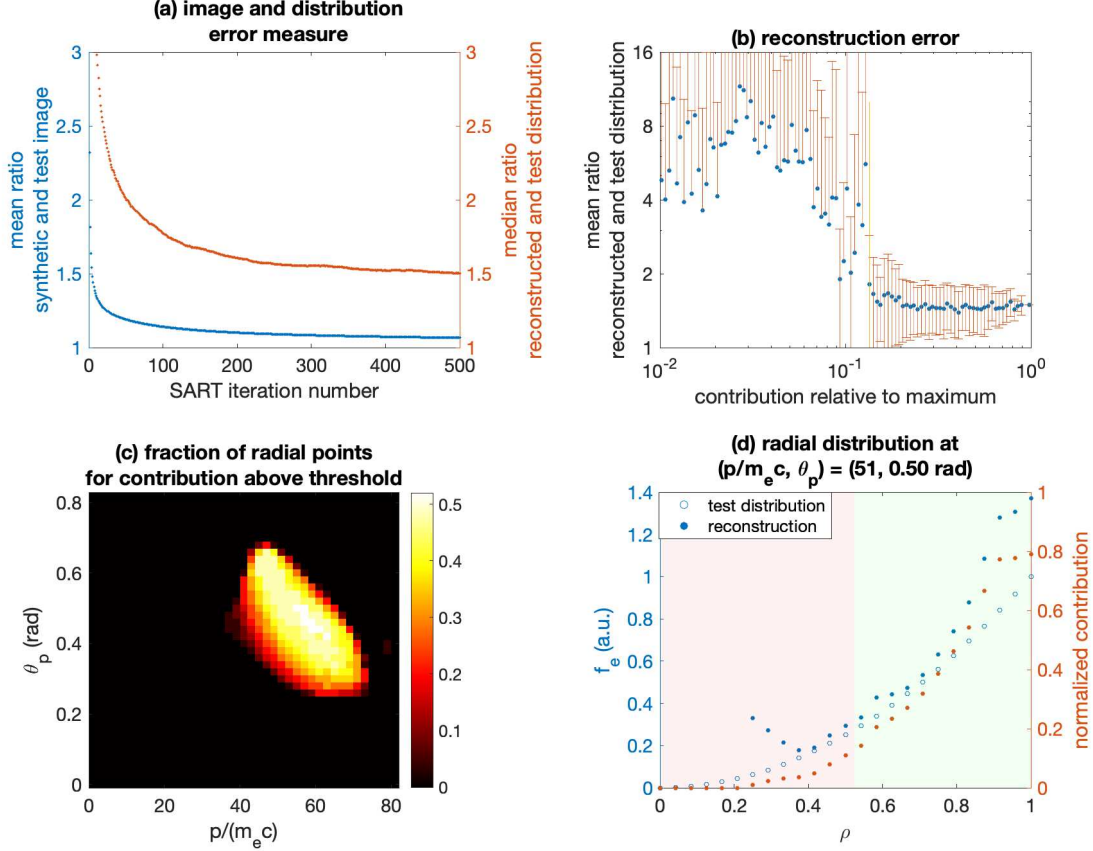 (a) image and distribution
error measure
3
2.5
2
1.5
1
3
2.5
2
1.5
1
0
100
200
300
400
500
mean ratio
synthetic and test image
median ratio
reconstructed and test distribution
SART iteration number
(b) reconstruction error
16
8
4
2
1
10^-2
10^-1
10^0
mean ratio
reconstructed and test distribution
contribution relative to maximum
(c) fraction of radial points
for contribution above threshold
0.8
0.6
0.4
0.2
0
0
20
40
60
80
0.5
0.4
0.3
0.2
0.1
0
θ_p (rad)
p/(m_e c)
(d) radial distribution at
(p/m_e c, θ_p) = (51, 0.50 rad)
test distribution
reconstruction
1.4
1.2
1
0.8
0.6
0.4
0.2
0
1
0.8
0.6
0.4
0.2
0
0
0.2
0.4
0.6
0.8
1
f_e (a.u.)
normalized contribution
ρ